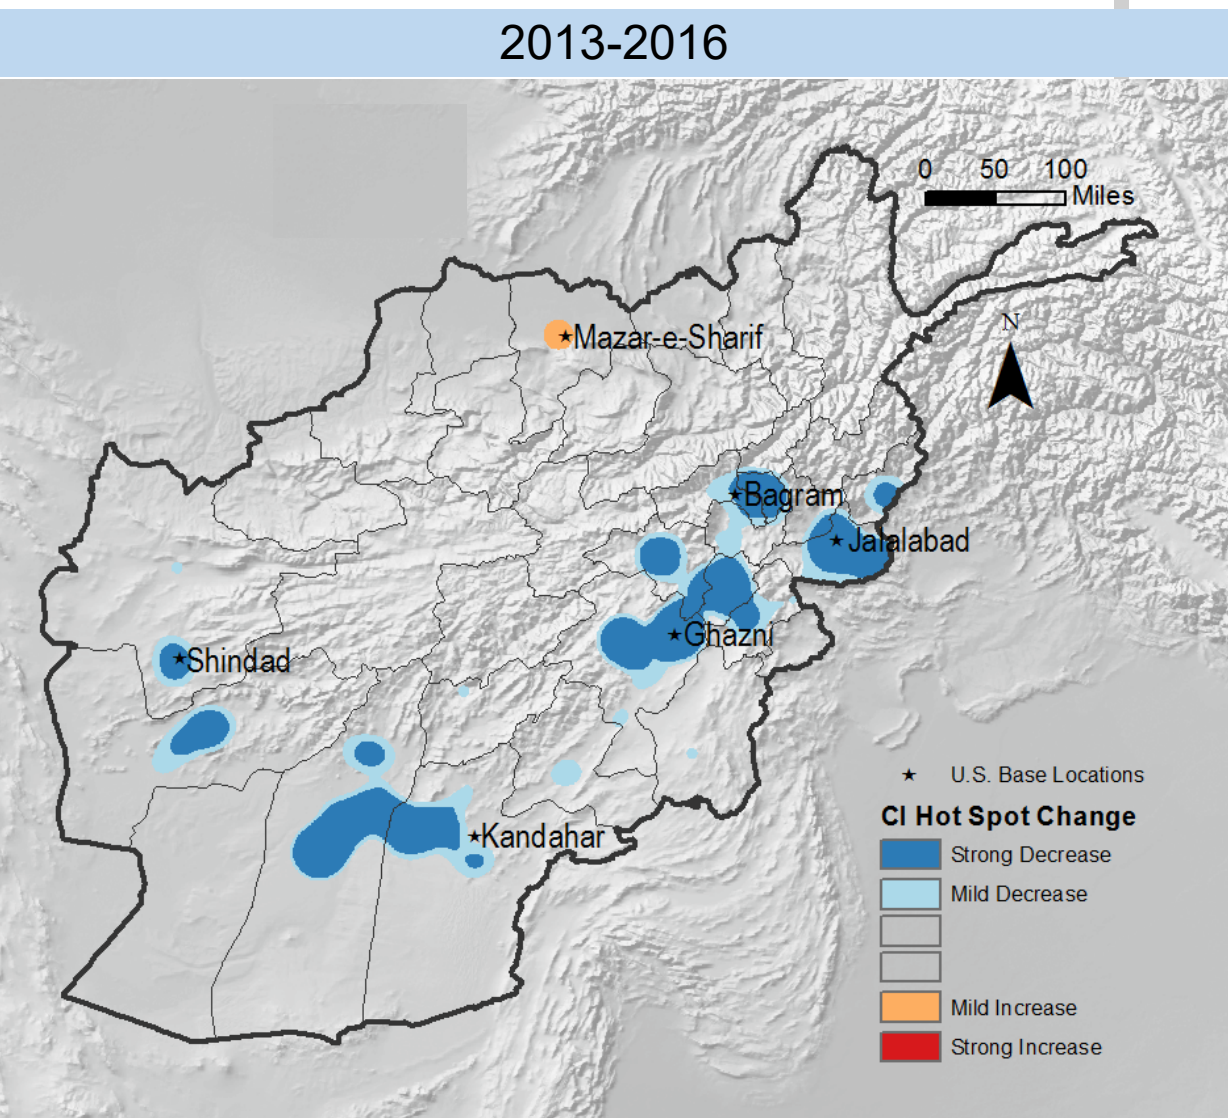 2013-2016
0 50 100
Miles
N
Mazar-e-Sharif
Bagram
Jalalabad
Ghazni
Shindad
Kandahar
U.S. Base Locations
CI Hot Spot Change
Strong Decrease
Mild Decrease
Mild Increase
Strong Increase